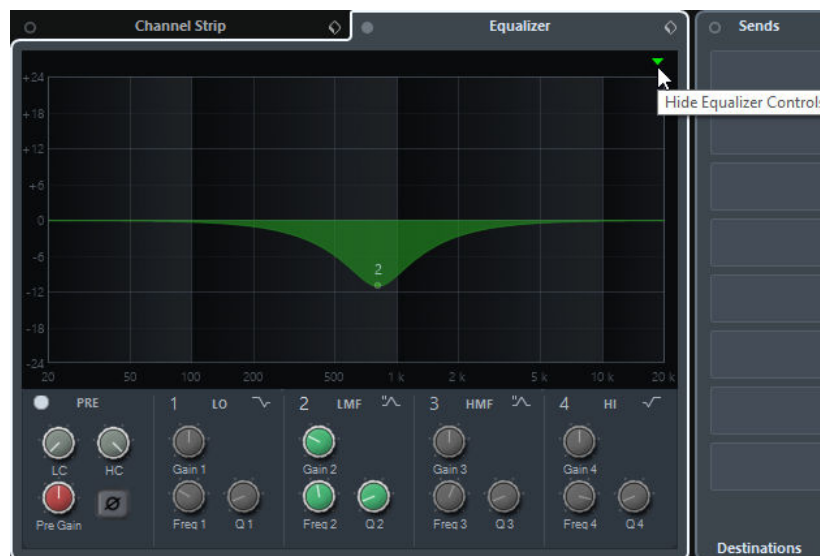 Channel Strip Equalizer Sends
Hide Equalizer Controls
+24
+18
+12
+6
0
-6
2
-12
-18
-24
20 50 100 200 500 1 k 2 k 5 k 10 k 20 k
PRE 1 LO 2 LMF 3 HMF 4 HI
LC HC Gain 1 Gain 2 Gain 3 Gain 4
Pre Gain Ø Freq 1 Q 1 Freq 2 Q 2 Freq 3 Q 3 Freq 4 Q 4
Destinations